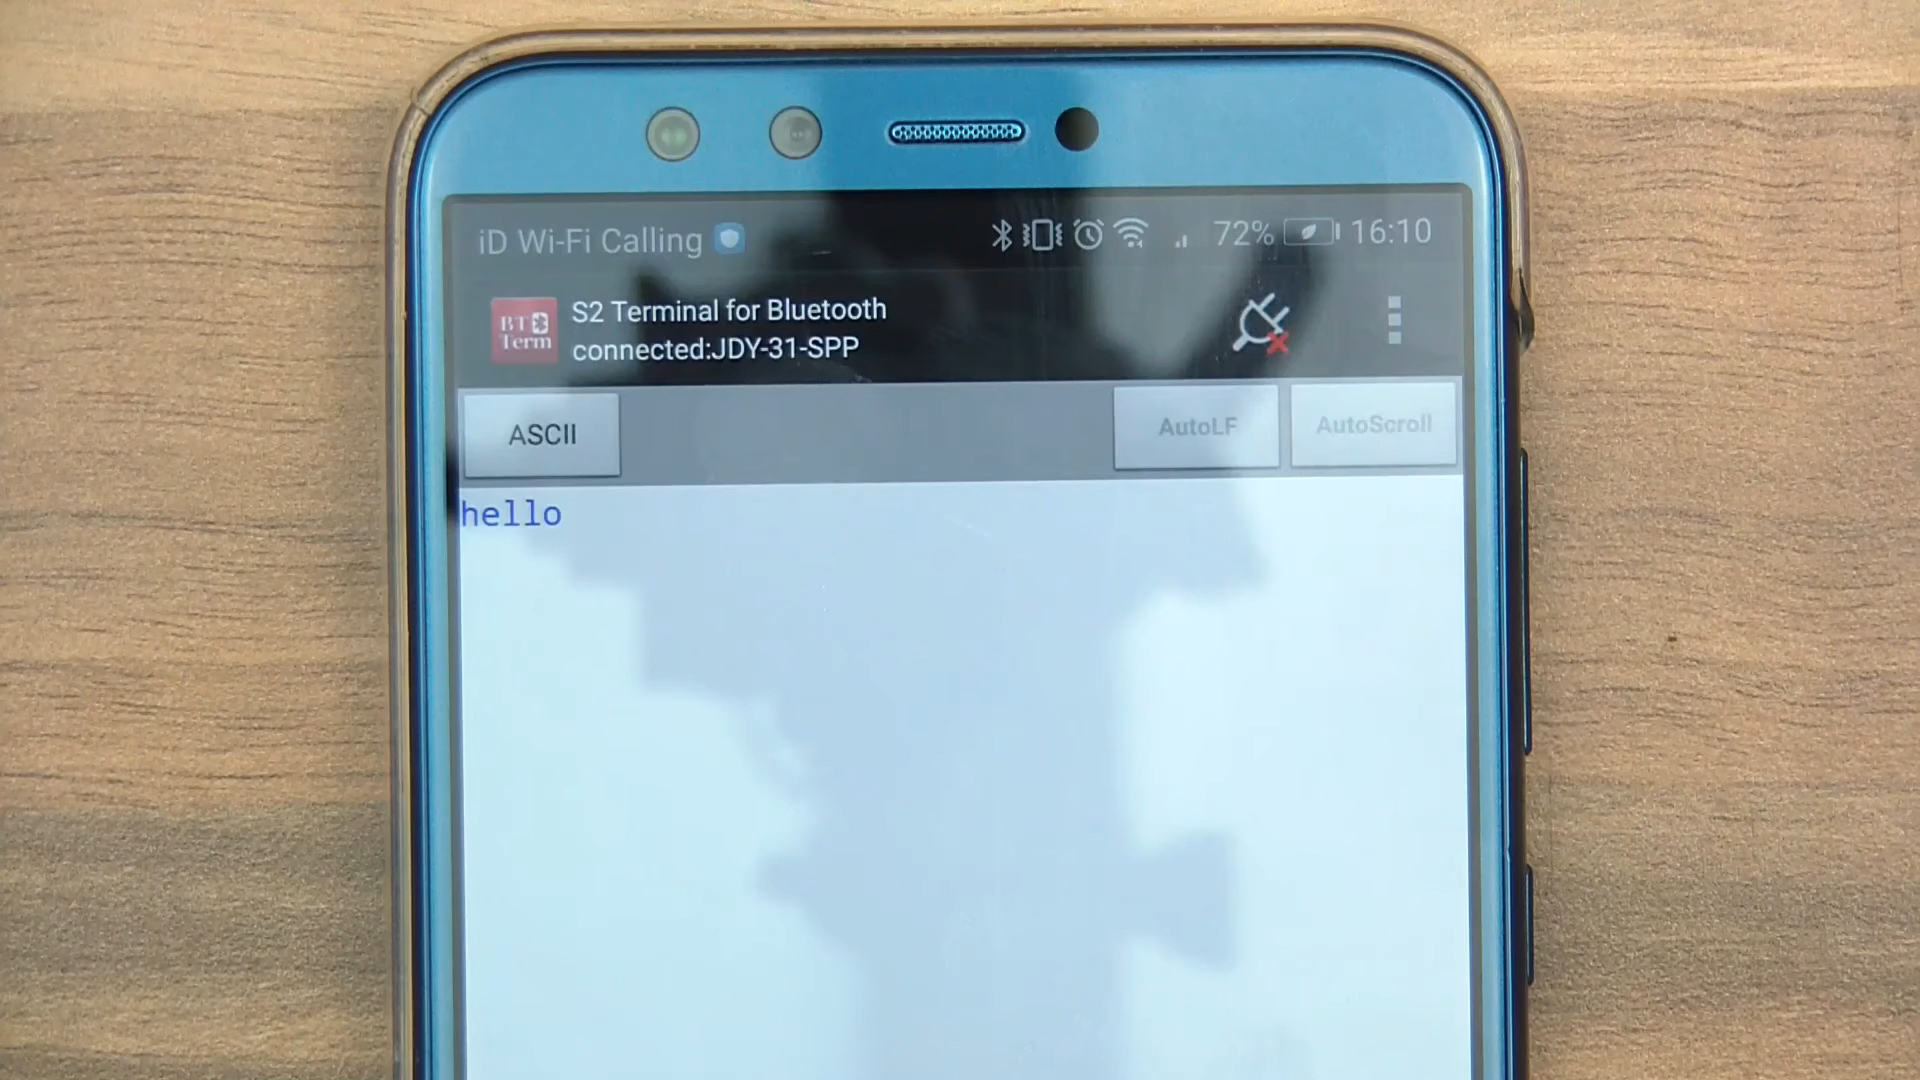 iD Wi-Fi Calling 72% 16:10
BT Term
S2 Terminal for Bluetooth
connected:JDY-31-SPP
ASCII AutoLF AutoScroll
hello